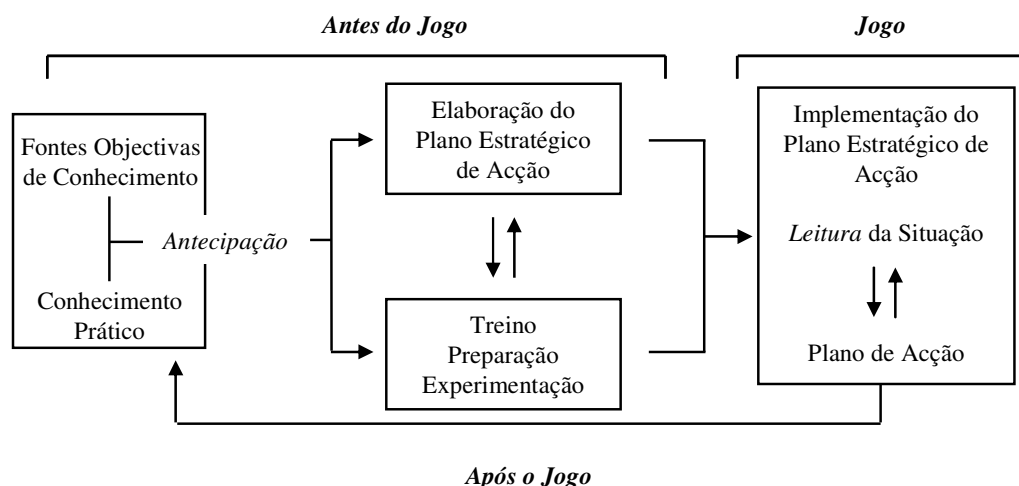 Antes do Jogo
Jogo
Fontes Objectivas
de Conhecimento
Antecipação
Conhecimento
Prático
Elaboração do
Plano Estratégico
de Acção
Treino
Preparação
Experimentação
Implementação do
Plano Estratégico de
Acção
Leitura da Situação
Plano de Acção
Após o Jogo